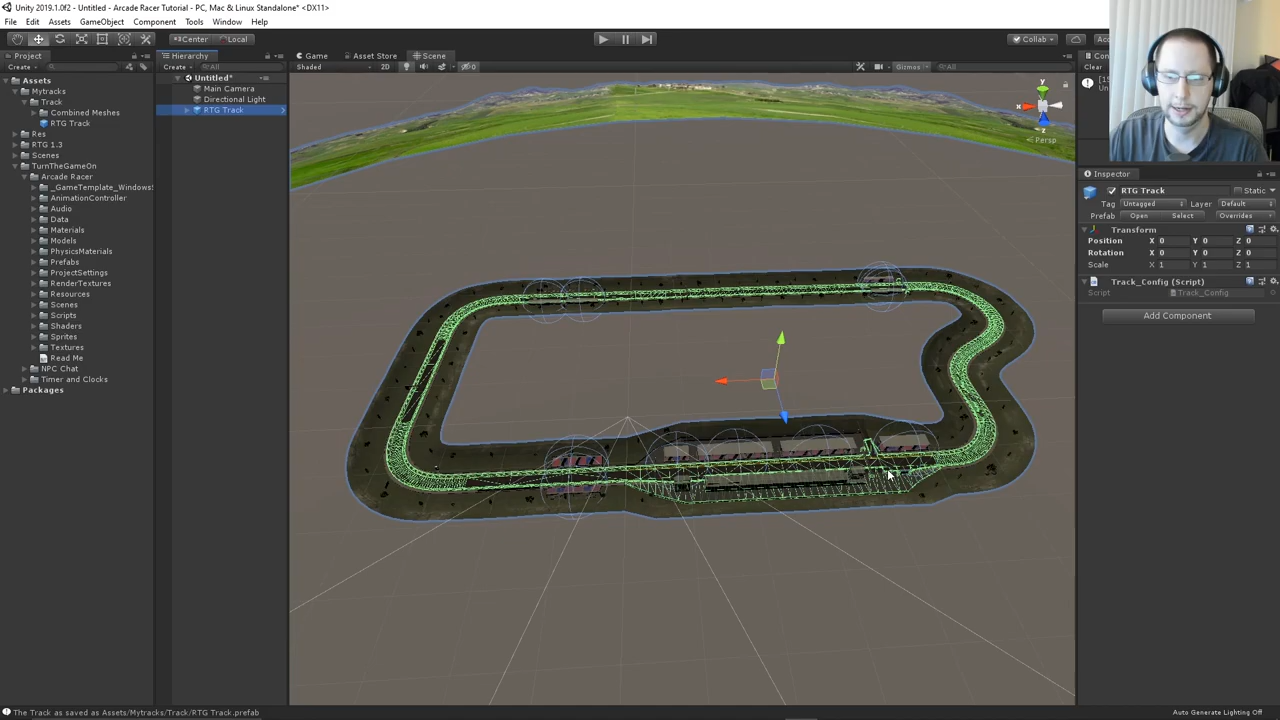 Unity 2019.1.0f2 - Untitled - Arcade Racer Tutorial - PC, Mac & Linux Standalone* <DX11>
File Edit Assets GameObject Component Tools Window Help
Center Local
Collab
Project
Create
Assets
Mytracks
Track
Combined Meshes
RTG Track
Res
RTG 1.3
Scenes
TurnTheGameOn
Arcade Racer
_GameTemplate_Windows
AnimationController
Audio
Data
Materials
Models
PhysicsMaterials
Prefabs
ProjectSettings
RenderTextures
Resources
Scenes
Scripts
Shaders
Sprites
Textures
Read Me
NPC Chat
Timer and Clocks
Packages
Hierarchy
Create All
Untitled*
Main Camera
Directional Light
RTG Track
Game Asset Store Scene
Shaded 2D 0 Gizmos All
y
x
z
Persp
Clear
Inspector
RTG Track Static
Tag Untagged Layer Default
Prefab Open Select Overrides
Transform
Position X 0 Y 0 Z 0
Rotation X 0 Y 0 Z 0
Scale X 1 Y 1 Z 1
Track_Config (Script)
Script Track_Config
Add Component
The Track as saved as Assets/Mytracks/Track/RTG Track.prefab
Auto Generate Lighting Off